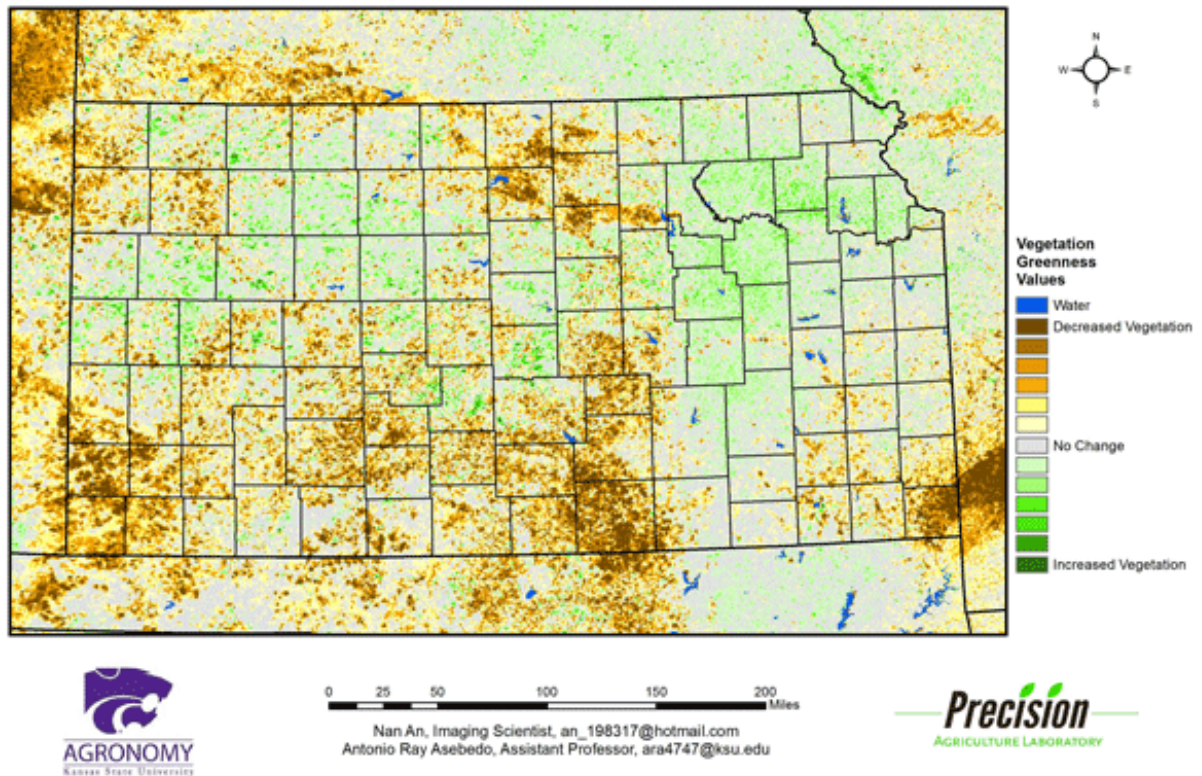 N
W E
S
Vegetation
Greenness
Values
Water
Decreased Vegetation
No Change
Increased Vegetation
0 25 50 100 150 200
Miles
Nan An, Imaging Scientist, an_198317@hotmail.com
Antonio Ray Asebedo, Assistant Professor, ara4747@ksu.edu
AGRONOMY
Kansas State University
Precision
AGRICULTURE LABORATORY